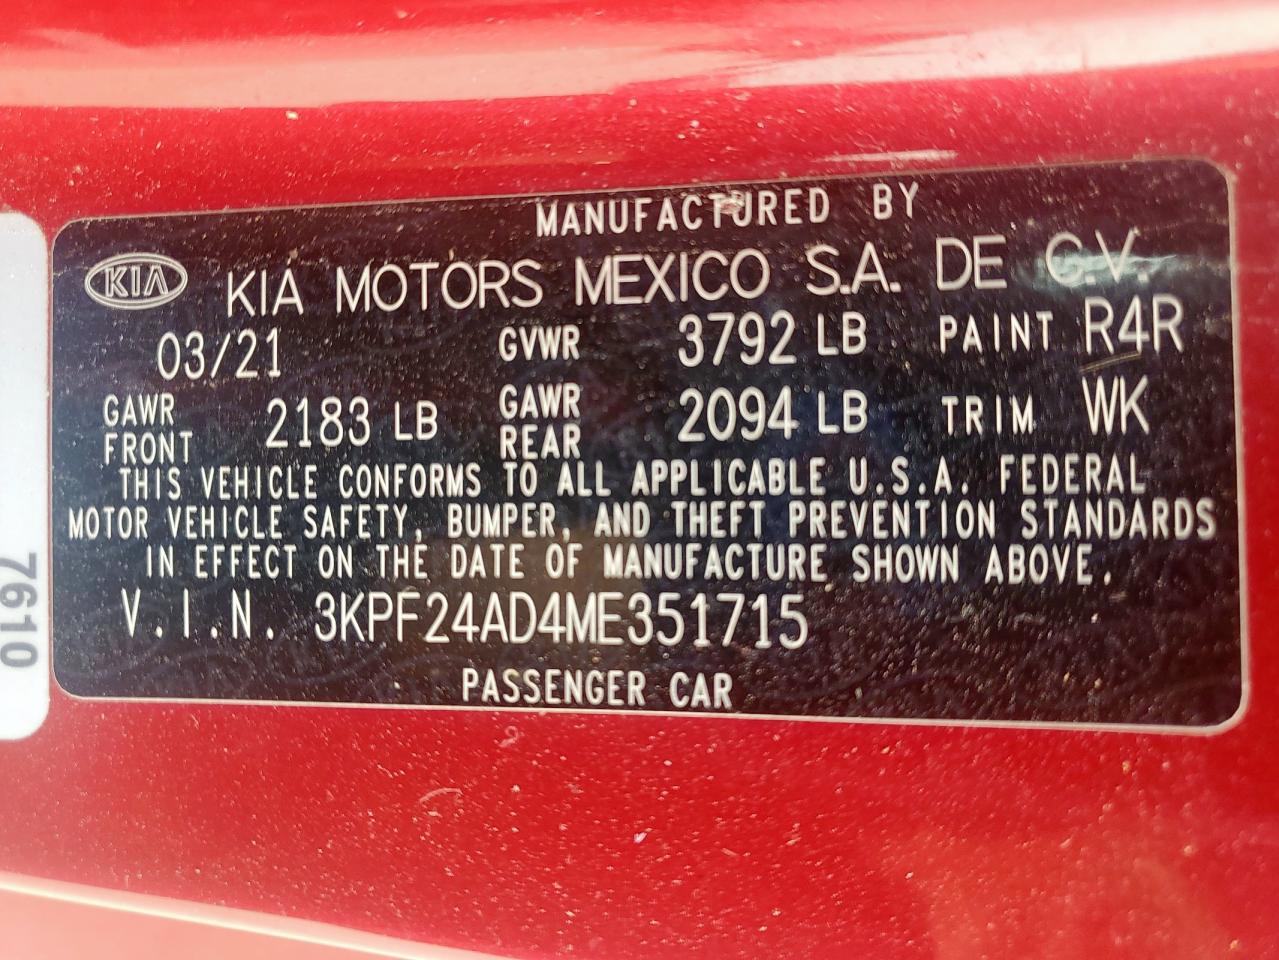 MANUFACTURED BY
KIA KIA MOTORS MEXICO S.A. DE C.V.
03/21 GVWR 3792 LB PAINT R4R
GAWR FRONT 2183 LB GAWR REAR 2094 LB TRIM WK
THIS VEHICLE CONFORMS TO ALL APPLICABLE U.S.A. FEDERAL
MOTOR VEHICLE SAFETY, BUMPER, AND THEFT PREVENTION STANDARDS
IN EFFECT ON THE DATE OF MANUFACTURE SHOWN ABOVE.
V.I.N. 3KPF24AD4ME351715
PASSENGER CAR
7610